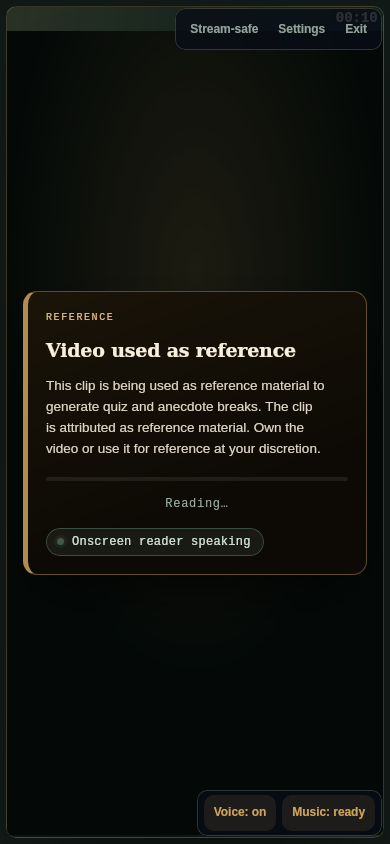 00:10
Stream-safe Settings Exit
REFERENCE
Video used as reference
This clip is being used as reference material to
generate quiz and anecdote breaks. The clip
is attributed as reference material. Own the
video or use it for reference at your discretion.
Reading…
Onscreen reader speaking
Voice: on Music: ready